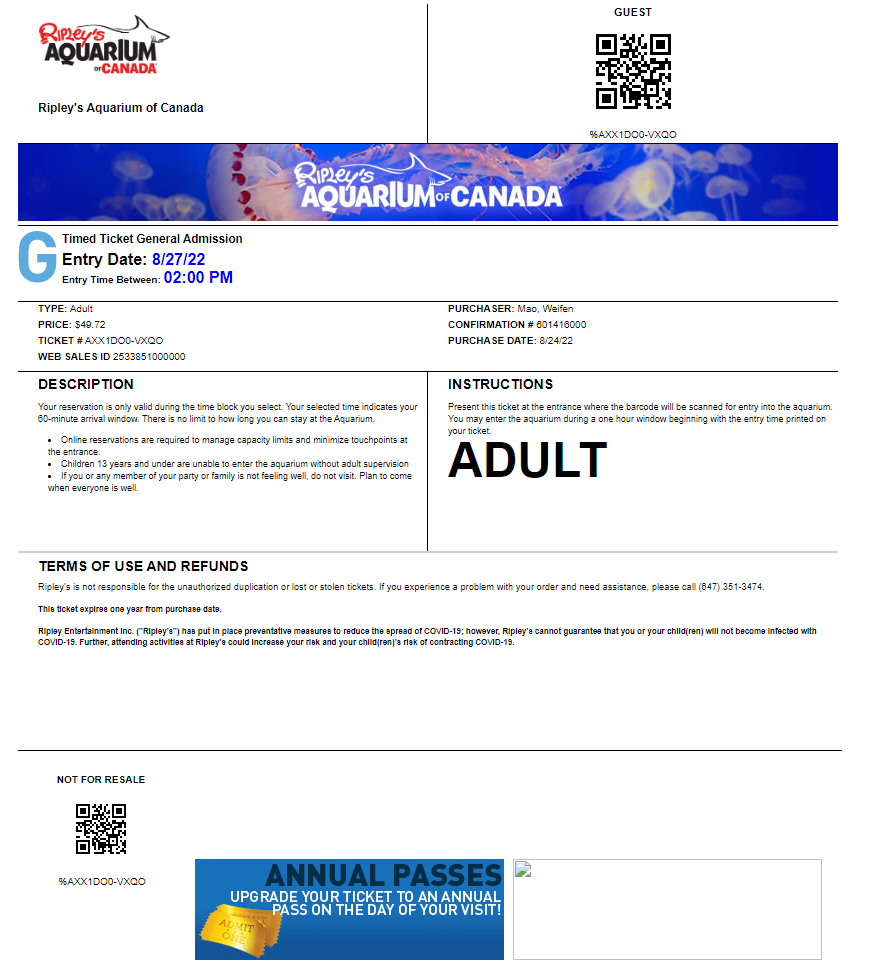 Ripley's
AQUARIUM
OF CANADA
Ripley's Aquarium of Canada
GUEST
%AXX1DO0-VXQO
Ripley's
AQUARIUM OF CANADA
G
Timed Ticket General Admission
Entry Date: 8/27/22
Entry Time Between: 02:00 PM
TYPE: Adult
PRICE: $49.72
TICKET # AXX1DO0-VXQO
WEB SALES ID 2533851000000
PURCHASER: Mao, Weifen
CONFIRMATION # 601416000
PURCHASE DATE: 8/24/22
DESCRIPTION
Your reservation is only valid during the time block you select. Your selected time indicates your
60-minute arrival window. There is no limit to how long you can stay at the Aquarium.
• Online reservations are required to manage capacity limits and minimize touchpoints at
the entrance.
• Children 13 years and under are unable to enter the aquarium without adult supervision
• If you or any member of your party or family is not feeling well, do not visit. Plan to come
when everyone is well.
INSTRUCTIONS
Present this ticket at the entrance where the barcode will be scanned for entry into the aquarium.
You may enter the aquarium during a one hour window beginning with the entry time printed on
your ticket.
ADULT
TERMS OF USE AND REFUNDS
Ripley's is not responsible for the unauthorized duplication or lost or stolen tickets. If you experience a problem with your order and need assistance, please call (647) 351-3474.
This ticket expires one year from purchase date.
Ripley Entertainment Inc. ("Ripley's") has put in place preventative measures to reduce the spread of COVID-19; however, Ripley's cannot guarantee that you or your child(ren) will not become infected with
COVID-19. Further, attending activities at Ripley's could increase your risk and your child(ren)'s risk of contracting COVID-19.
NOT FOR RESALE
%AXX1DO0-VXQO
ANNUAL PASSES
UPGRADE YOUR TICKET TO AN ANNUAL
PASS ON THE DAY OF YOUR VISIT!
ADMIT
ONE